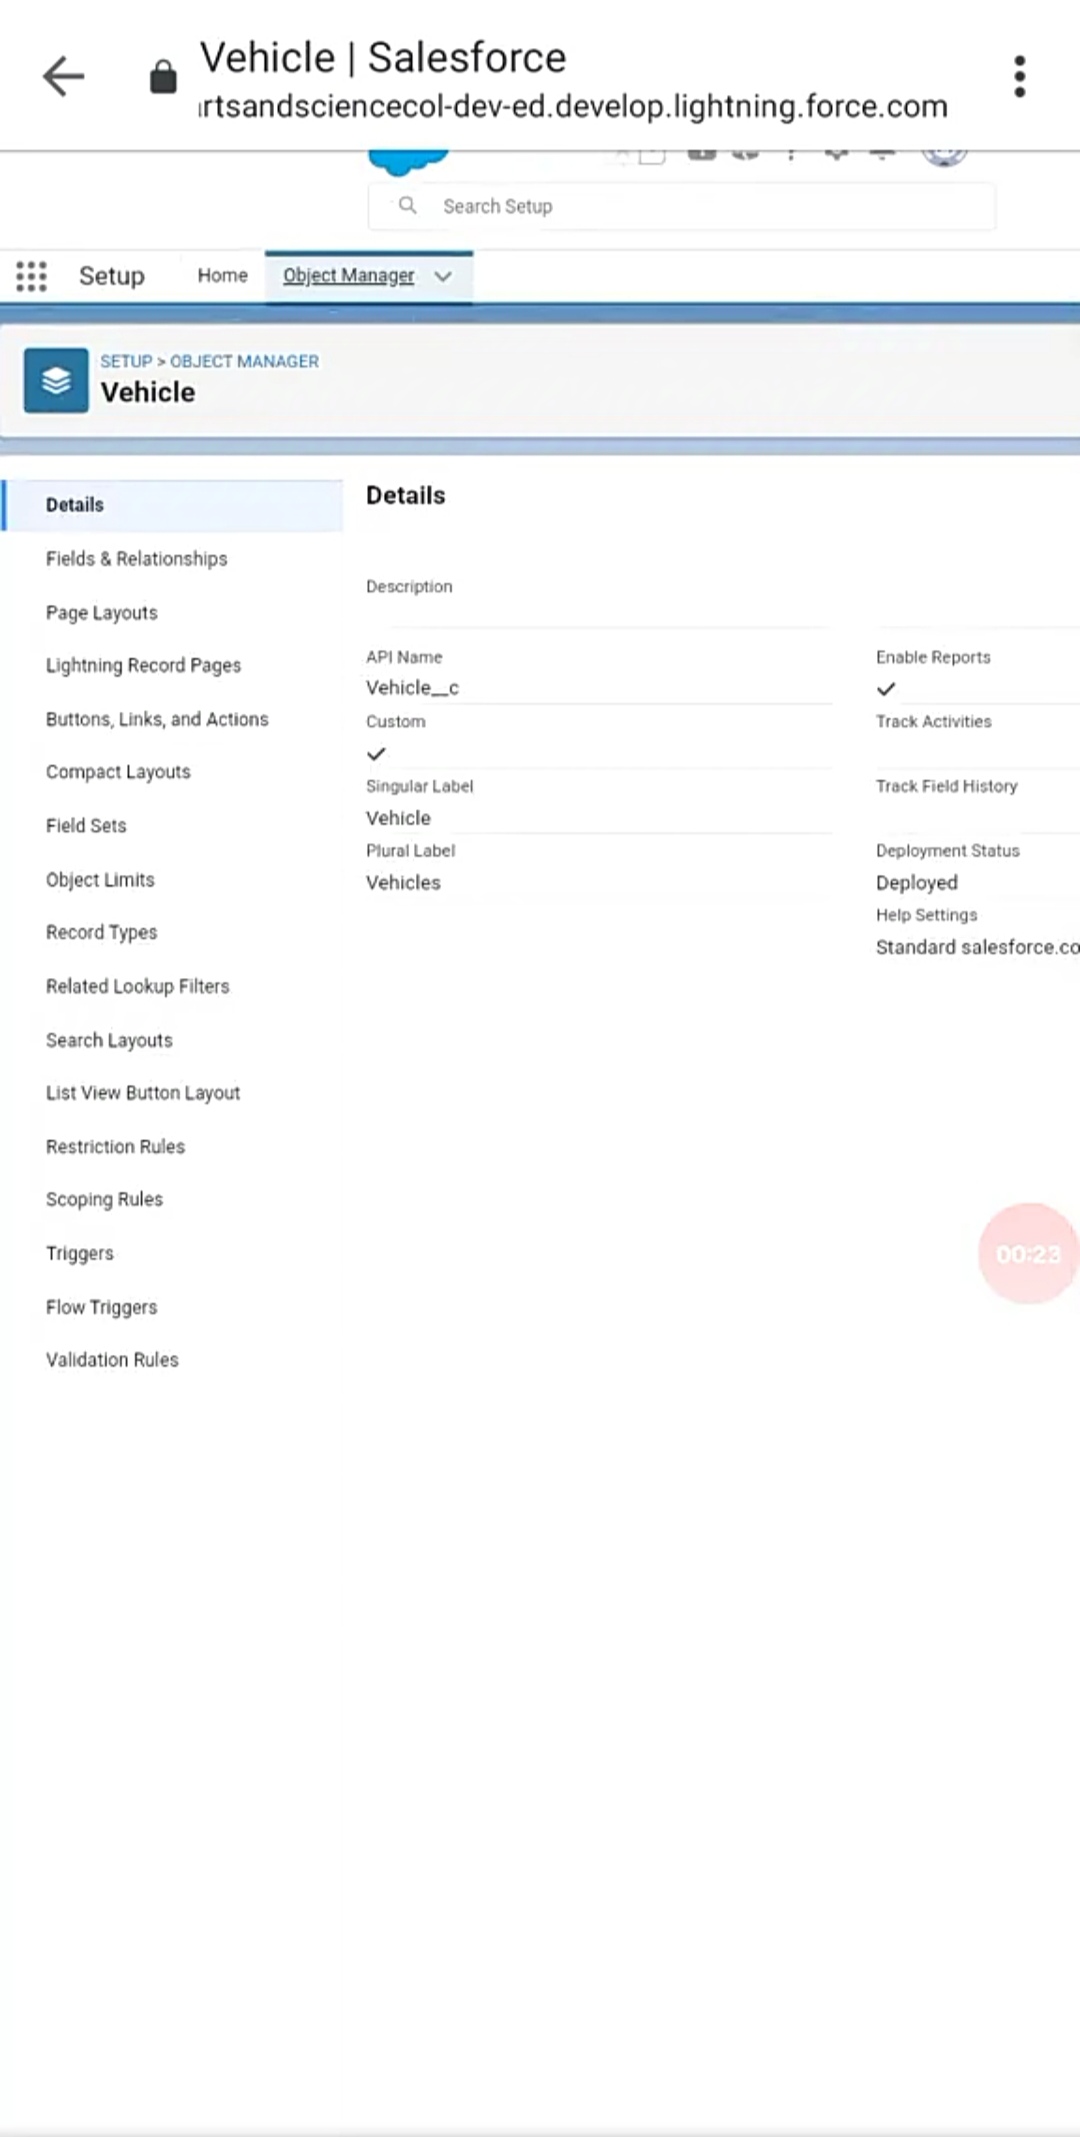 Vehicle | Salesforce
rtsandsciencecol-dev-ed.develop.lightning.force.com
Search Setup
Setup
Home
Object Manager
SETUP > OBJECT MANAGER
Vehicle
Details
Fields & Relationships
Page Layouts
Lightning Record Pages
Buttons, Links, and Actions
Compact Layouts
Field Sets
Object Limits
Record Types
Related Lookup Filters
Search Layouts
List View Button Layout
Restriction Rules
Scoping Rules
Triggers
Flow Triggers
Validation Rules
Details
Description
API Name
Vehicle__c
Custom
Singular Label
Vehicle
Plural Label
Vehicles
Enable Reports
Track Activities
Track Field History
Deployment Status
Deployed
Help Settings
Standard salesforce.co
00:23